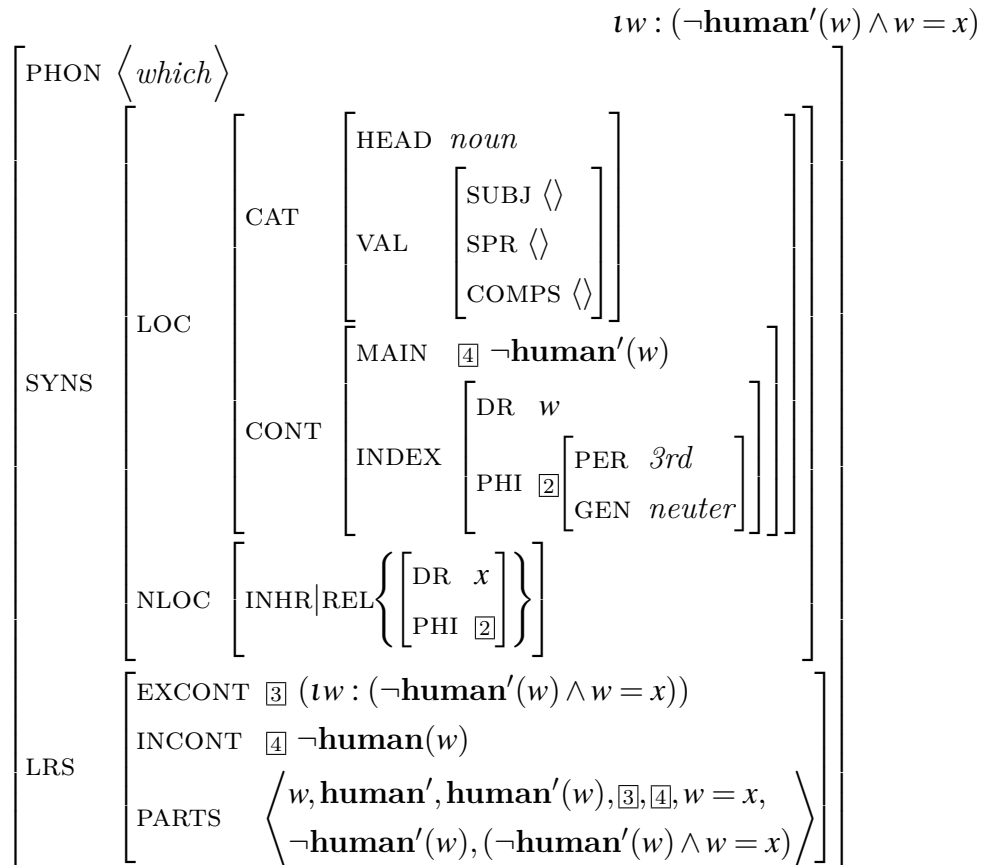 ιw : (¬human′(w) ∧ w = x)
PHON ⟨which⟩
SYNS
LOC
CAT
HEAD noun
VAL
SUBJ ⟨⟩
SPR ⟨⟩
COMPS ⟨⟩
CONT
MAIN [4] ¬human′(w)
INDEX
DR w
PHI [2]
PER 3rd
GEN neuter
NLOC
INHR|REL
DR x
PHI [2]
LRS
EXCONT [3] (ιw : (¬human′(w) ∧ w = x))
INCONT [4] ¬human(w)
PARTS
⟨w, human′, human′(w), [3], [4], w = x,
¬human′(w), (¬human′(w) ∧ w = x)⟩